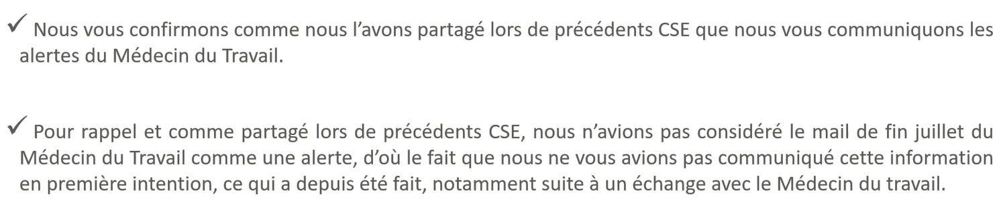 ✓ Nous vous confirmons comme nous l’avons partagé lors de précédents CSE que nous vous communiquons les
alertes du Médecin du Travail.
✓ Pour rappel et comme partagé lors de précédents CSE, nous n’avions pas considéré le mail de fin juillet du
Médecin du Travail comme une alerte, d’où le fait que nous ne vous avions pas communiqué cette information
en première intention, ce qui a depuis été fait, notamment suite à un échange avec le Médecin du travail.